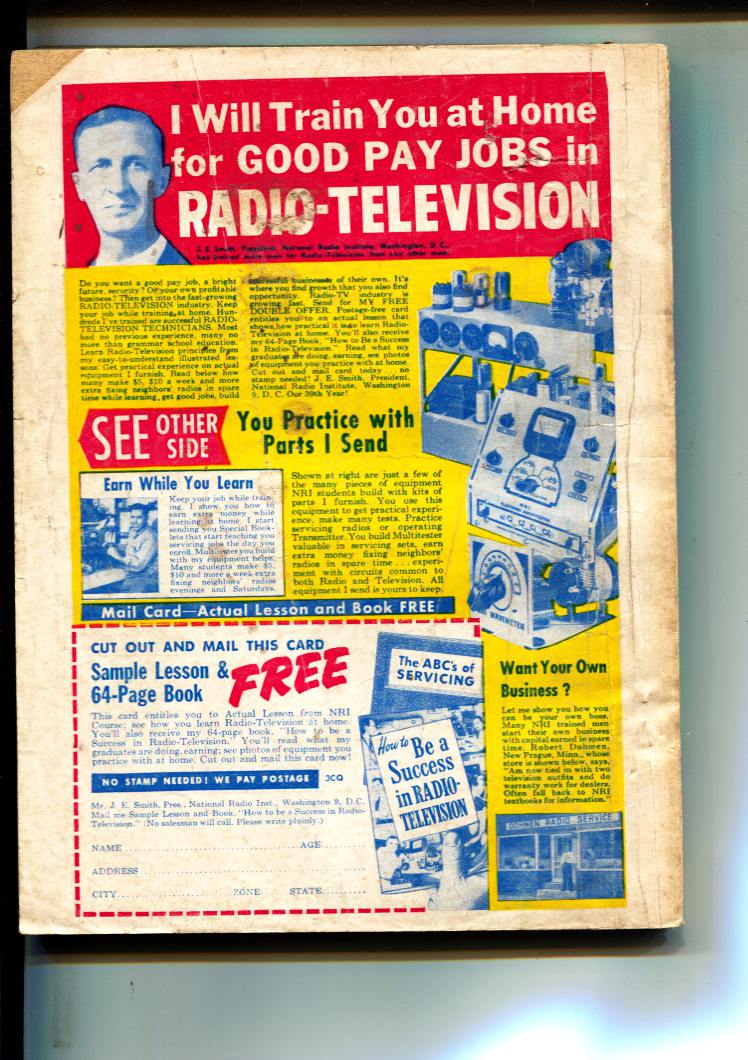 I Will Train You at Home
for GOOD PAY JOBS in
RADIO-TELEVISION
J. E. Smith, President, National Radio Institute, Washington, D. C.,
has trained more men for Radio-Television than any other man.
Do you want a good pay job, a bright
future, security? Or your own profitable
business? Then get into the fast-growing
RADIO-TELEVISION industry. Keep
your job while training at home. Hun-
dreds I've trained are successful RADIO-
TELEVISION TECHNICIANS. Most
had no previous experience, many no
more than grammar school education.
Learn Radio-Television principles from
my easy-to-understand illustrated les-
sons. Get practical experience on actual
equipment I furnish. Read below how
many make $5, $10 a week and more
extra fixing neighbors' radios in spare
time while learning, get good jobs, build
successful businesses of their own. It's
where you find growth that you also find
opportunity. Radio-TV industry is
growing fast. Send for MY FREE
DOUBLE OFFER. Postage-free card
entitles you to an actual lesson that
shows how practical it is to learn Radio-
Television at home. You'll also receive
my 64-Page Book, "How to Be a Success
in Radio-Television." Read what my
graduates are doing, earning, see photos
of equipment you practice with at home.
Cut out and mail card today... no
stamp needed! J. E. Smith, President,
National Radio Institute, Washington
9, D. C. Our 39th Year!
SEE OTHER
SIDE
You Practice with
Parts I Send
Earn While You Learn
Keep your job while train-
ing. I show you how to
earn extra money while
learning at home. I start
sending you Special Book-
lets that start teaching you
servicing jobs the day you
enroll. Multitester you build
with my equipment helps.
Many students make $5,
$10 and more a week extra
fixing neighbors' radios
evenings and Saturdays.
Shown at right are just a few of
the many pieces of equipment
NRI students build with kits of
parts I furnish. You use this
equipment to get practical experi-
ence, make many tests. Practice
servicing radios or operating
Transmitter. You build Multitester
valuable in servicing sets, earn
extra money fixing neighbors'
radios in spare time... experi-
ment with circuits common to
both Radio and Television. All
equipment I send is yours to keep.
WAVEMETER
Mail Card—Actual Lesson and Book FREE
CUT OUT AND MAIL THIS CARD
Sample Lesson &
64-Page Book
FREE
This card entitles you to Actual Lesson from NRI
Course; see how you learn Radio-Television at home.
You'll also receive my 64-page book, "How to be a
Success in Radio-Television." You'll read what my
graduates are doing, earning; see photos of equipment you
practice with at home. Cut out and mail this card now!
NO STAMP NEEDED! WE PAY POSTAGE
3CQ
Mr. J. E. Smith, Pres., National Radio Inst., Washington 9, D.C.
Mail me Sample Lesson and Book, "How to be a Success in Radio-
Television." (No salesman will call. Please write plainly.)
NAME AGE
ADDRESS
CITY ZONE STATE
The ABC's of
SERVICING
How to
Be a
Success
in RADIO-
TELEVISION
Want Your Own
Business?
Let me show you how you
can be your own boss.
Many NRI trained men
start their own business
with capital earned in spare
time. Robert Dohmen,
New Prague, Minn., whose
store is shown below, says,
"Am now tied in with two
television outfits and do
warranty work for dealers.
Often fall back to NRI
textbooks for information."
DOHMEN RADIO SERVICE